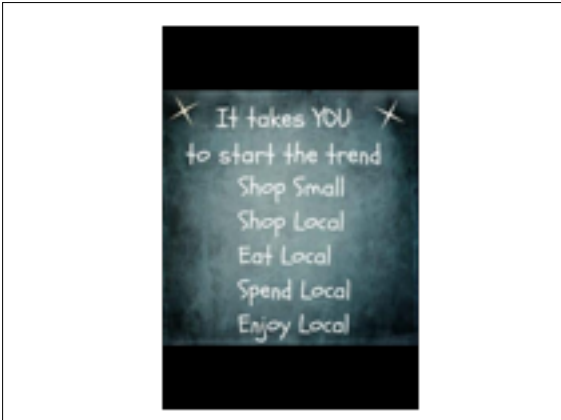 It takes YOU
to start the trend
Shop Small
Shop Local
Eat Local
Spend Local
Enjoy Local